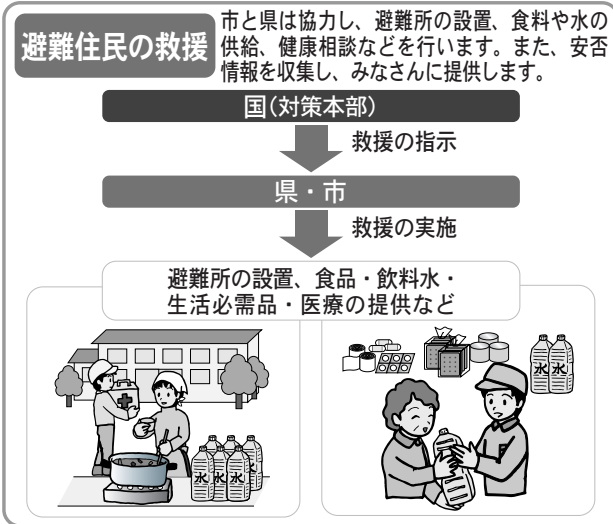 避難住民の救援
市と県は協力し、避難所の設置、食料や水の
供給、健康相談などを行います。また、安否
情報を収集し、みなさんに提供します。
国(対策本部)
救援の指示
県・市
救援の実施
避難所の設置、食品・飲料水・
生活必需品・医療の提供など
水
水
水
水
水